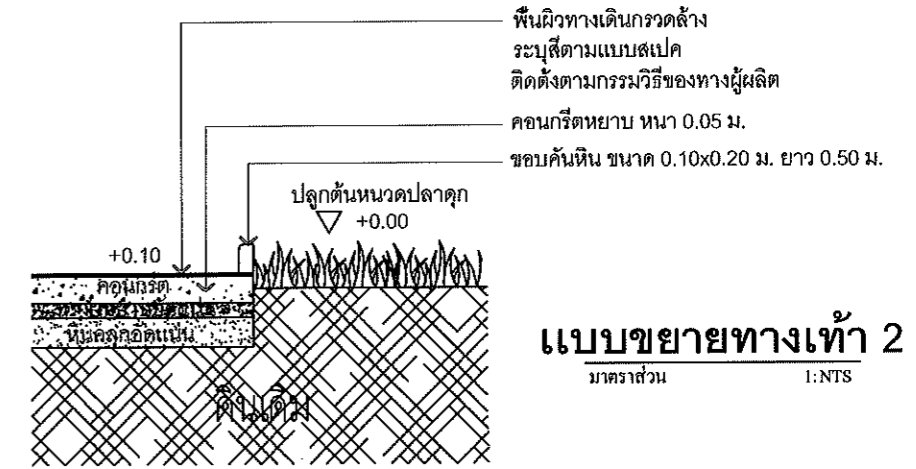 พื้นผิวทางเดินกรวดล้าง
ระบุสีตามแบบสเปค
ติดตั้งตามกรรมวิธีของทางผู้ผลิต
คอนกรีตหยาบ หนา 0.05 ม.
ขอบคันหิน ขนาด 0.10x0.20 ม. ยาว 0.50 ม.
ปลูกต้นหนวดปลาดุก
+0.00
+0.10
คอนกรีต
หินคลุกอัดแน่น
ดินเดิม
แบบขยายทางเท้า 2
มาตราส่วน 1:NTS